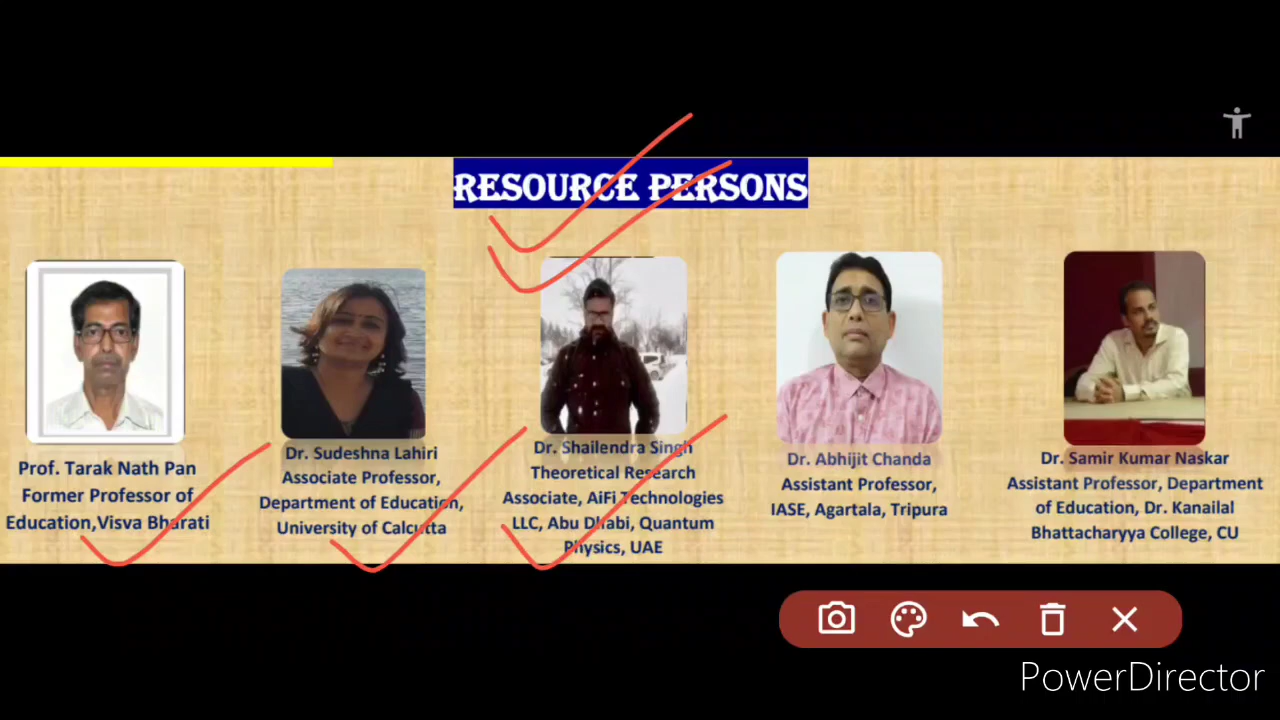 RESOURCE PERSONS
Prof. Tarak Nath Pan
Former Professor of
Education,Visva Bharati
Dr. Sudeshna Lahiri
Associate Professor,
Department of Education,
University of Calcutta
Dr. Shailendra Singh
Theoretical Research
Associate, AiFi Technologies
LLC, Abu Dhabi, Quantum
Physics, UAE
Dr. Abhijit Chanda
Assistant Professor,
IASE, Agartala, Tripura
Dr. Samir Kumar Naskar
Assistant Professor, Department
of Education, Dr. Kanailal
Bhattacharyya College, CU
PowerDirector